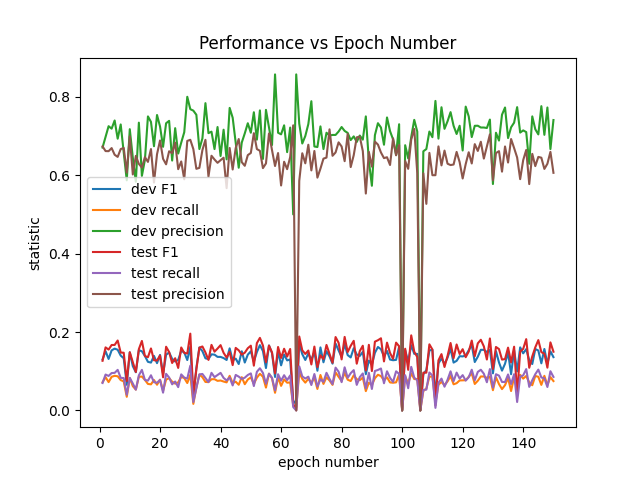 Performance vs Epoch Number
statistic
0.8
0.6
0.4
0.2
0.0
dev F1
dev recall
dev precision
test F1
test recall
test precision
0 20 40 60 80 100 120 140
epoch number